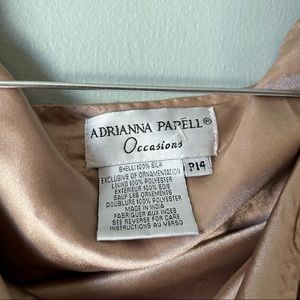 ADRIANNA PAPELL®
Occasions
SHELL: 100% SILK
EXCLUSIVE OF ORNAMENTATION
LINING 100% POLYESTER
EXTERIEUR 100% SOIE
SAUF LES ORNEMENTS
DOUBLURE 100% POLYESTER
MADE IN INDIA
FABRIQUER AUX INDES
SEE REVERSE FOR CARE
INSTRUCTIONS AU VERSO
P14